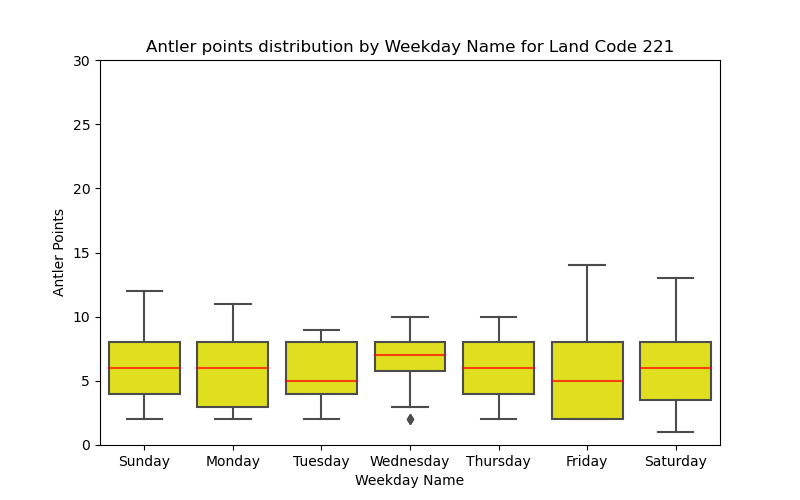 Antler points distribution by Weekday Name for Land Code 221
30
25
20
15
10
5
0
Antler Points
Sunday Monday Tuesday Wednesday Thursday Friday Saturday
Weekday Name